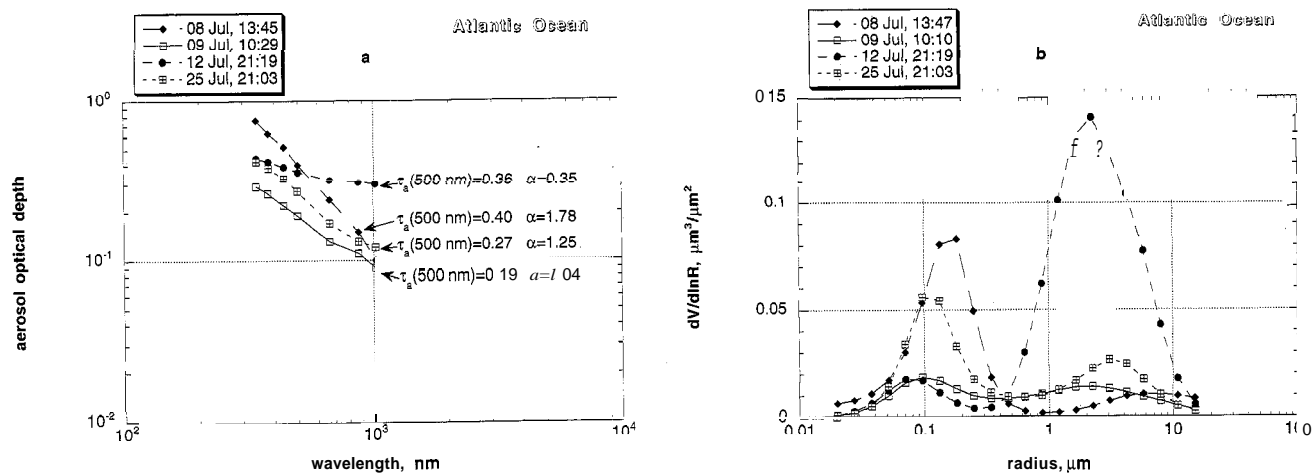 08 Jul, 13:45
09 Jul, 10:29
12 Jul, 21:19
25 Jul, 21:03
Atlantic Ocean
a
10⁰
10⁻¹
10⁻²
aerosol optical depth
τₐ(500 nm)=0.36 α=0.35
τₐ(500 nm)=0.40 α=1.78
τₐ(500 nm)=0.27 α=1.25
τₐ(500 nm)=0 19 a=l 04
10²
10³
10⁴
wavelength, nm
08 Jul, 13:47
09 Jul, 10:10
12 Jul, 21:19
25 Jul, 21:03
Atlantic Ocean
b
0 15
0.1
0.05
0
dV/dlnR, μm³/μm²
f ?
0.01
0.1
1
10
radius, μm